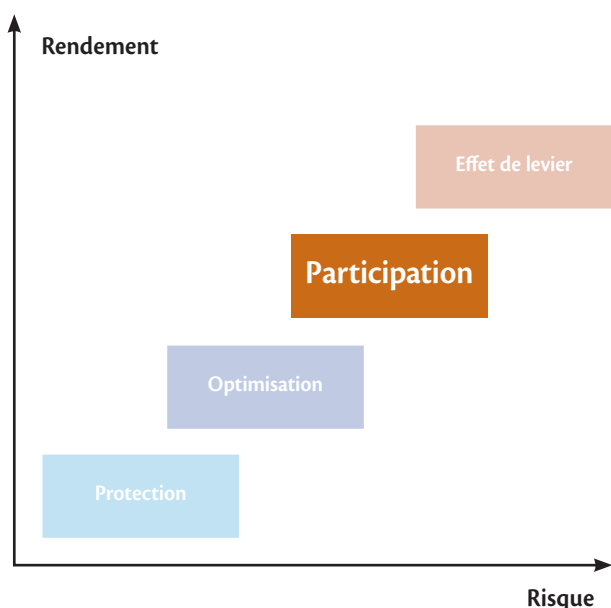 Rendement
Effet de levier
Participation
Optimisation
Protection
Risque